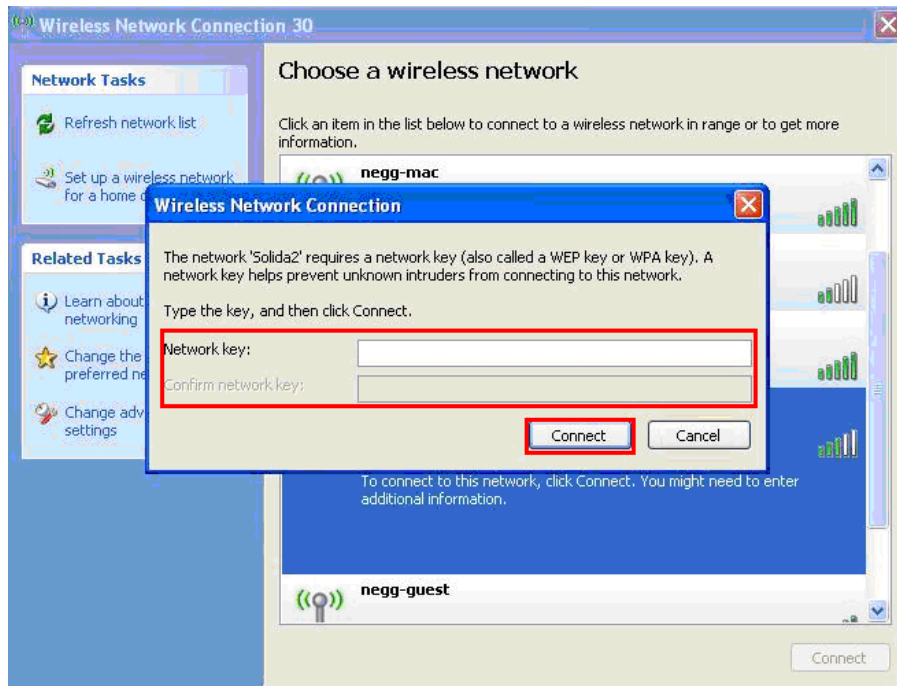 Wireless Network Connection 30
Network Tasks
Refresh network list
Set up a wireless network
for a home
Related Tasks
Learn about
networking
Change the
preferred
Change
settings
Choose a wireless network
Click an item in the list below to connect to a wireless network in range or to get more
information.
negg-mac
Wireless Network Connection
The network 'Solida2' requires a network key (also called a WEP key or WPA key). A
network key helps prevent unknown intruders from connecting to this network.
Type the key, and then click Connect.
Network key:
Confirm network key:
Connect
Cancel
To connect to this network, click Connect. You might need to enter
additional information.
negg-guest
Connect